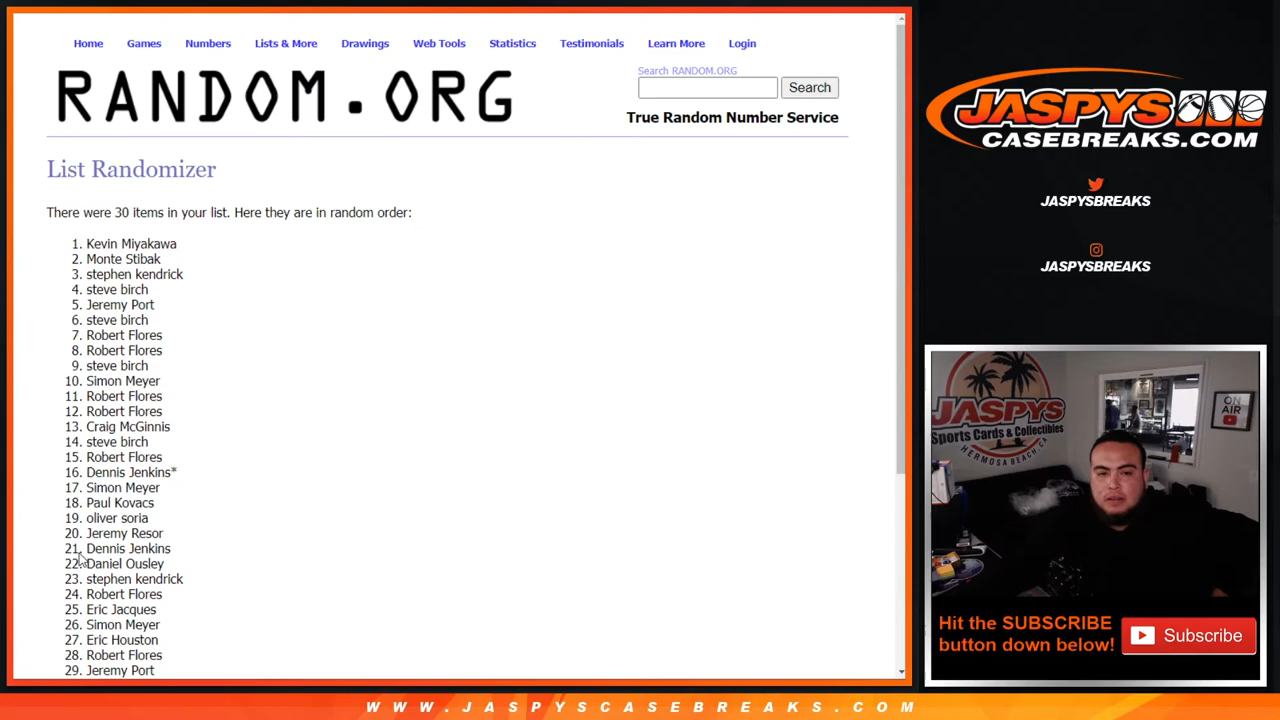 Home Games Numbers Lists & More Drawings Web Tools Statistics Testimonials Learn More Login
RANDOM.ORG
Search RANDOM.ORG
Search
True Random Number Service
List Randomizer
There were 30 items in your list. Here they are in random order:
1. Kevin Miyakawa
2. Monte Stibak
3. stephen kendrick
4. steve birch
5. Jeremy Port
6. steve birch
7. Robert Flores
8. Robert Flores
9. steve birch
10. Simon Meyer
11. Robert Flores
12. Robert Flores
13. Craig McGinnis
14. steve birch
15. Robert Flores
16. Dennis Jenkins*
17. Simon Meyer
18. Paul Kovacs
19. oliver soria
20. Jeremy Resor
21. Dennis Jenkins
22. Daniel Ousley
23. stephen kendrick
24. Robert Flores
25. Eric Jacques
26. Simon Meyer
27. Eric Houston
28. Robert Flores
29. Jeremy Port
JASPYS
CASEBREAKS.COM
JASPYSBREAKS
JASPYSBREAKS
JASPYS
Sports Cards & Collectibles
HERMOSA BEACH, CA
ON
AIR
Hit the SUBSCRIBE
button down below!
Subscribe
WWW.JASPYSCASEBREAKS.COM